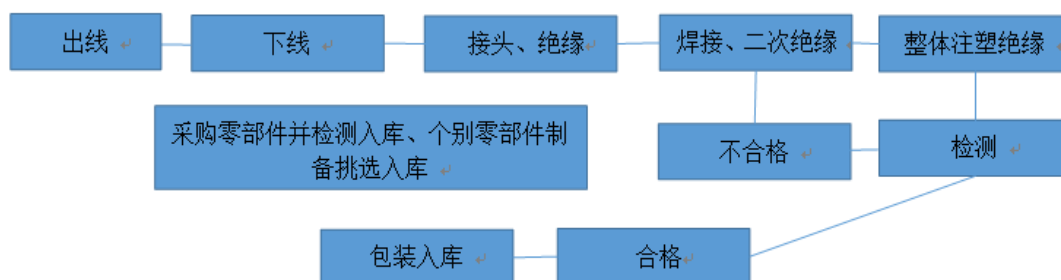 出线
下线
接头、绝缘
焊接、二次绝缘
整体注塑绝缘
采购零部件并检测入库、个别零部件制
备挑选入库
不合格
检测
包装入库
合格